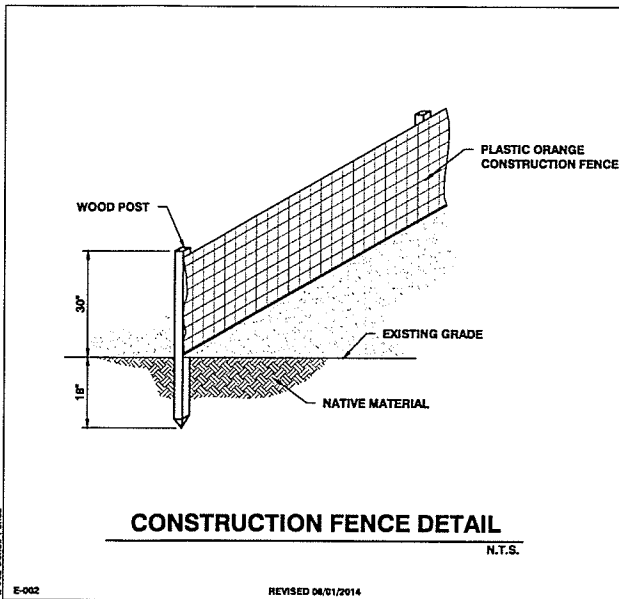 PLASTIC ORANGE
CONSTRUCTION FENCE
WOOD POST
30"
EXISTING GRADE
18"
NATIVE MATERIAL
CONSTRUCTION FENCE DETAIL
N.T.S.
E-002
REVISED 08/01/2014